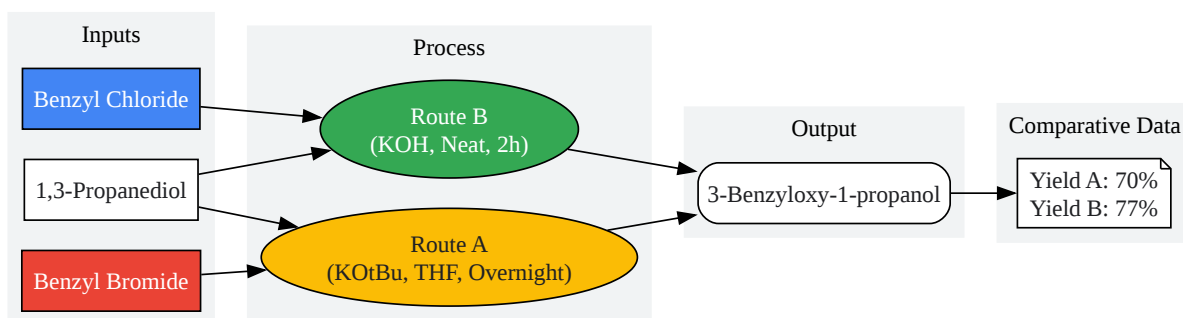 Inputs
Benzyl Chloride
1,3-Propanediol
Benzyl Bromide
Process
Route B
(KOH, Neat, 2h)
Route A
(KOtBu, THF, Overnight)
Output
3-Benzyloxy-1-propanol
Comparative Data
Yield A: 70%
Yield B: 77%